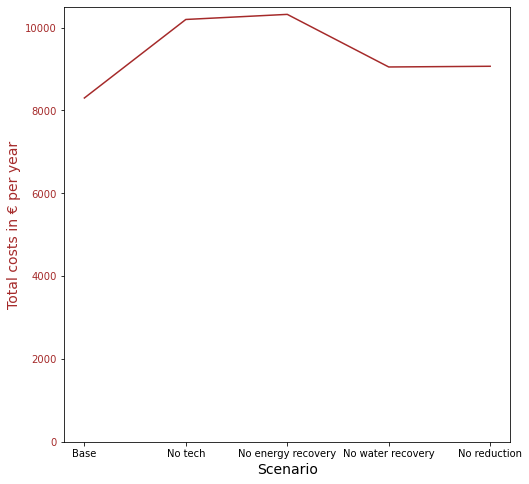 Total costs in € per year
10000
8000
6000
4000
2000
0
Base No tech No energy recovery No water recovery No reduction
Scenario